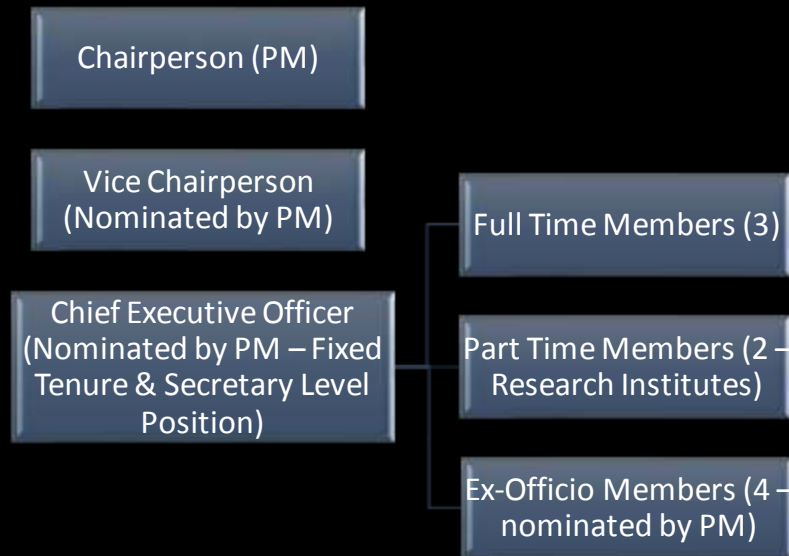 Chairperson (PM)
Vice Chairperson
(Nominated by PM)
Chief Executive Officer
(Nominated by PM – Fixed
Tenure & Secretary Level
Position)
Full Time Members (3)
Part Time Members (2 –
Research Institutes)
Ex-Officio Members (4 –
nominated by PM)